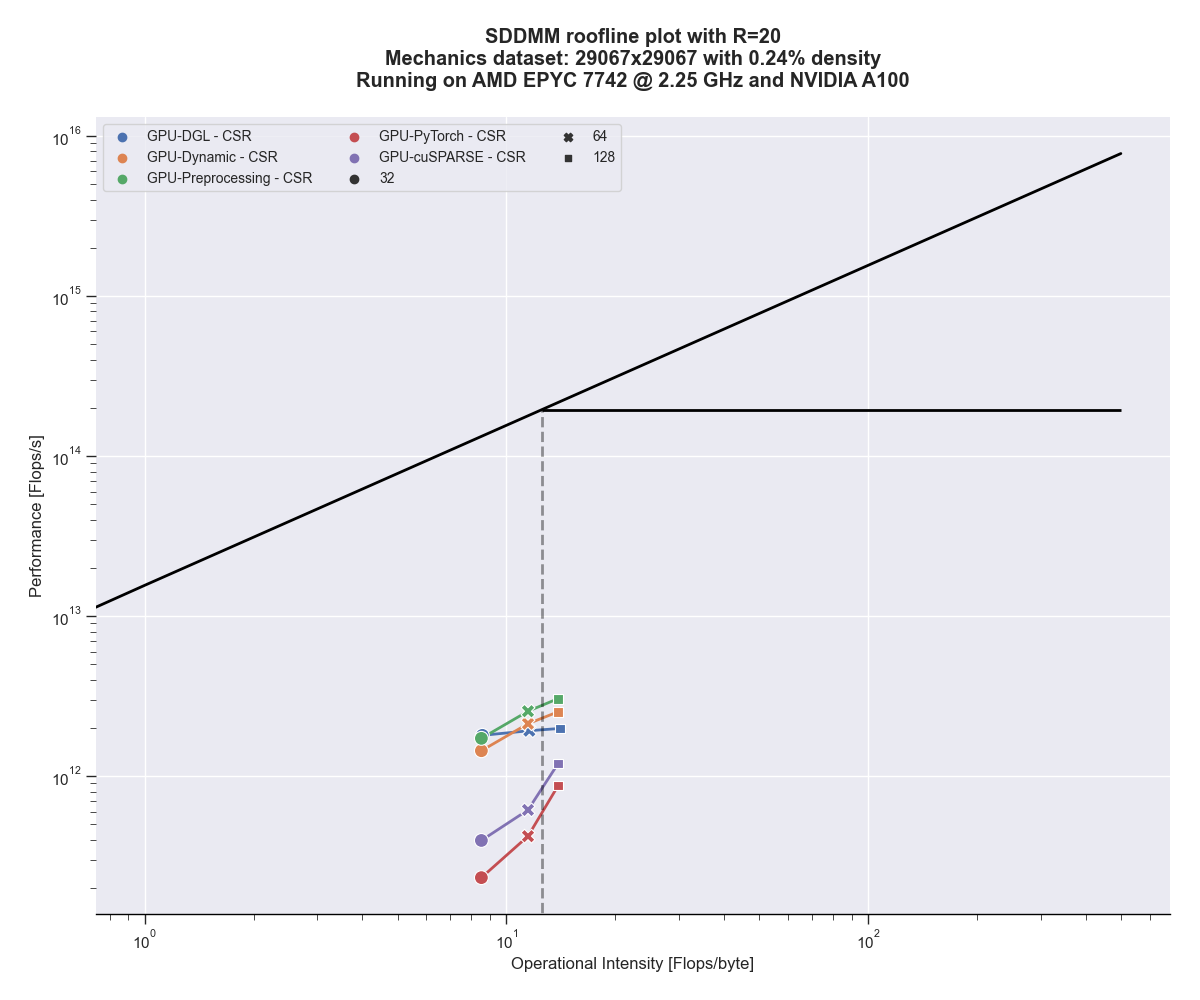 SDDMM roofline plot with R=20
Mechanics dataset: 29067x29067 with 0.24% density
Running on AMD EPYC 7742 @ 2.25 GHz and NVIDIA A100
GPU-DGL - CSR
GPU-Dynamic - CSR
GPU-Preprocessing - CSR
GPU-PyTorch - CSR
GPU-cuSPARSE - CSR
32
64
128
10^16
10^15
10^14
10^13
10^12
Performance [Flops/s]
10^0
10^1
10^2
Operational Intensity [Flops/byte]